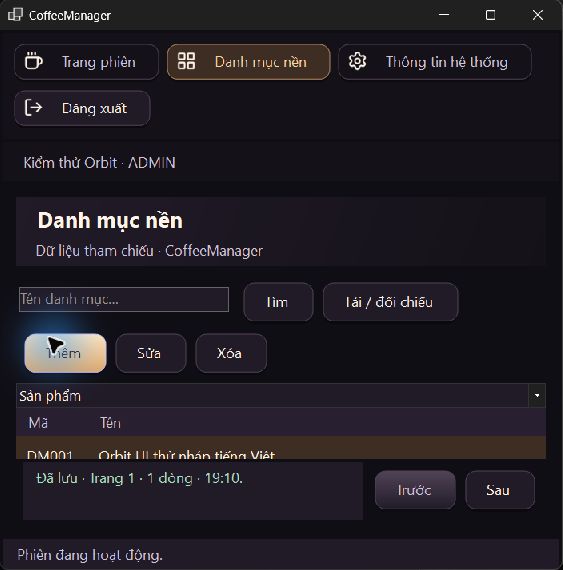 CoffeeManager
Trang phiên
Danh mục nền
Thông tin hệ thống
Đăng xuất
Kiểm thử Orbit · ADMIN
Danh mục nền
Dữ liệu tham chiếu · CoffeeManager
Tên danh mục...
Tìm
Tải / đối chiếu
Thêm
Sửa
Xóa
Sản phẩm
Mã Tên
DM001 Orbit UI thử nháp tiếng Việt
Đã lưu · Trang 1 · 1 dòng · 19:10.
Trước
Sau
Phiên đang hoạt động.